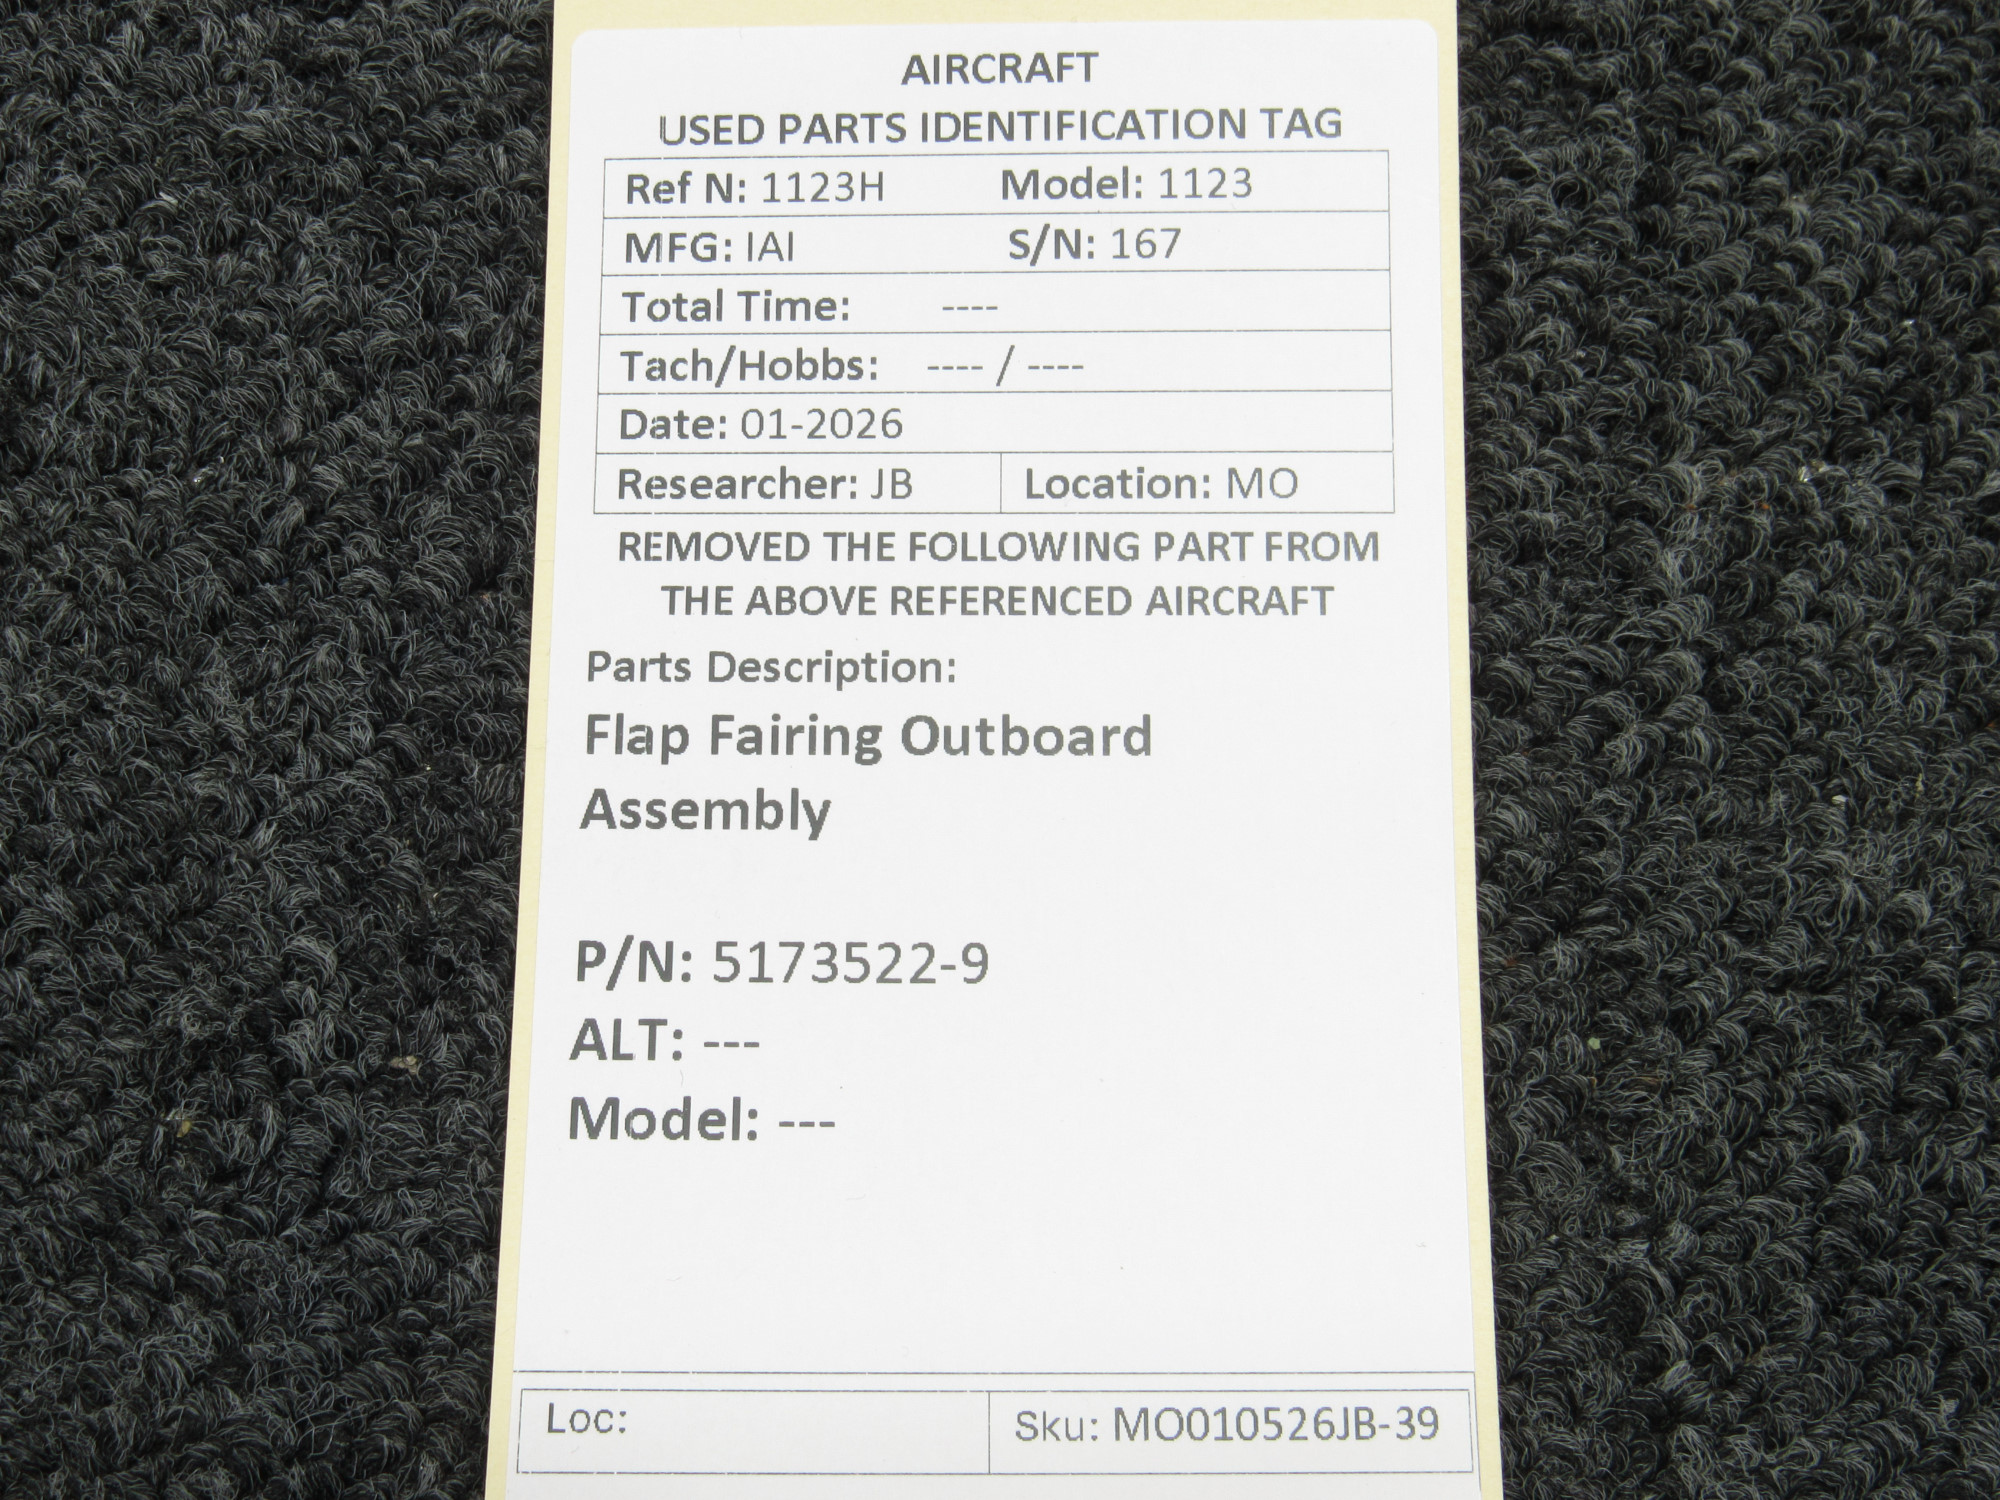 AIRCRAFT
USED PARTS IDENTIFICATION TAG
Ref N: 1123H Model: 1123
MFG: IAI S/N: 167
Total Time: ----
Tach/Hobbs: ---- / ----
Date: 01-2026
Researcher: JB Location: MO
REMOVED THE FOLLOWING PART FROM
THE ABOVE REFERENCED AIRCRAFT
Parts Description:
Flap Fairing Outboard
Assembly
P/N: 5173522-9
ALT: ---
Model: ---
Loc: Sku: MO010526JB-39